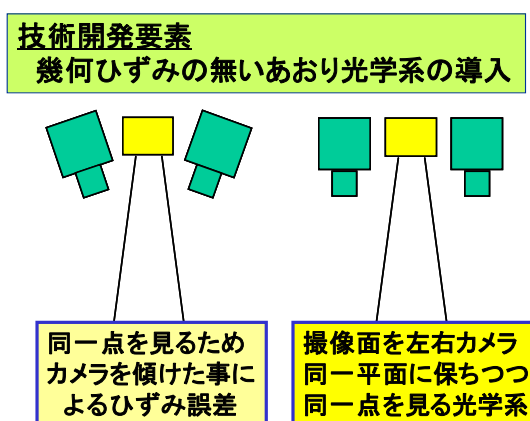 技術開発要素
幾何ひずみの無いあおり光学系の導入
同一点を見るため
カメラを傾けた事に
よるひずみ誤差
撮像面を左右カメラ
同一平面に保ちつつ
同一点を見る光学系